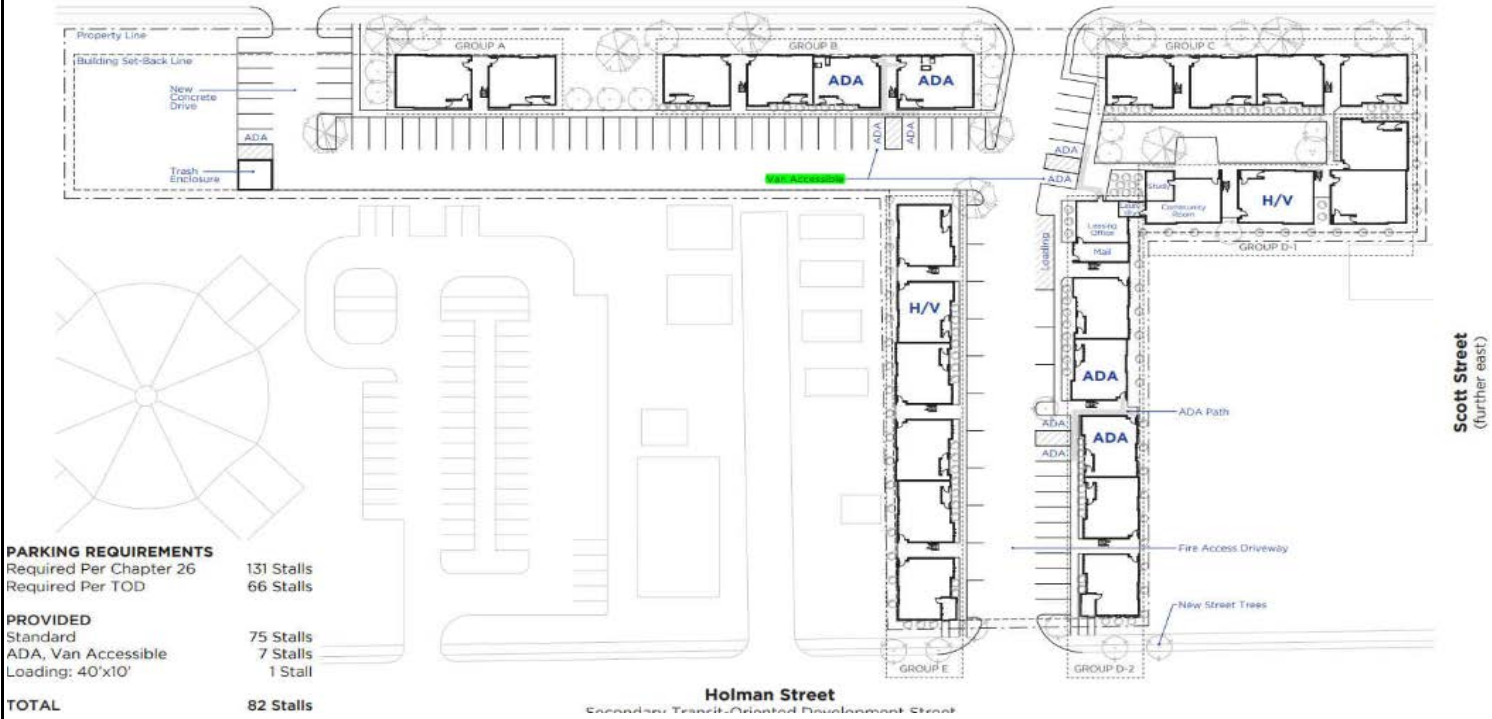 Property Line
Building Set-Back Line
GROUP A
GROUP B
GROUP C
New
Concrete
Drive
ADA
ADA
ADA
ADA
ADA
ADA
Trash
Enclosure
Van Accessible
ADA
ADA
Study
Community
Room
H/V
Leasing
Office
Mail
GROUP D-1
Loading
H/V
ADA
ADA Path
ADA
ADA
ADA
Fire Access Driveway
New Street Trees
GROUP E
GROUP D-2
Scott Street
(further east)
PARKING REQUIREMENTS
Required Per Chapter 26 131 Stalls
Required Per TOD 66 Stalls
PROVIDED
Standard 75 Stalls
ADA, Van Accessible 7 Stalls
Loading: 40'x10' 1 Stall
TOTAL 82 Stalls
Holman Street
Secondary Transit-Oriented Development Street